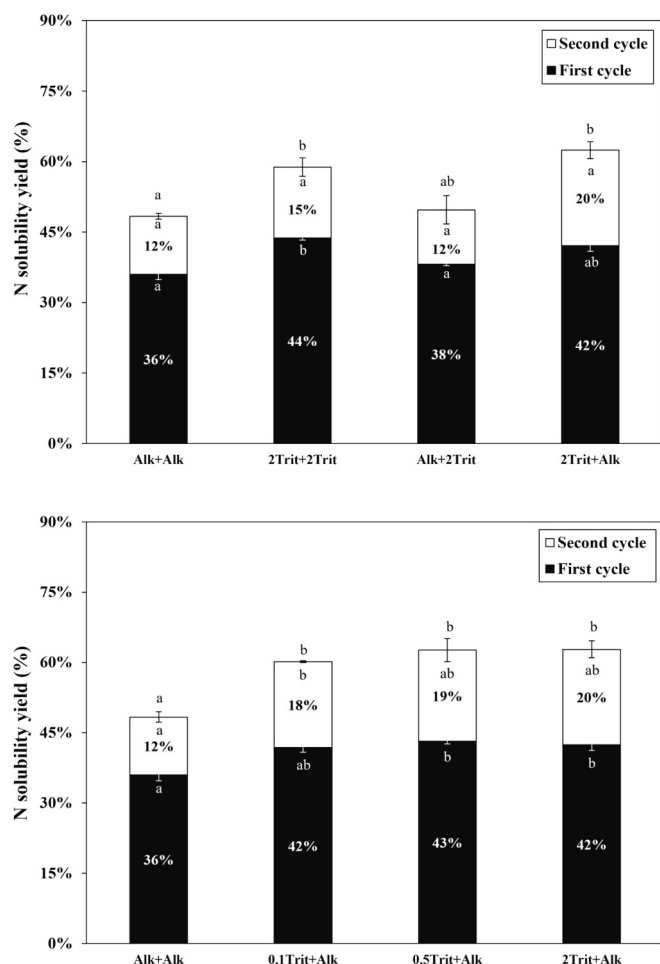 90%
Second cycle
First cycle
75%
N solubility yield (%)
b
b
60%
a
ab
a
a
15%
20%
45%
a
a
12%
b
12%
a
ab
30%
a
44%
42%
36%
38%
15%
0%
Alk+Alk 2Trit+2Trit Alk+2Trit 2Trit+Alk
90%
Second cycle
First cycle
75%
N solubility yield (%)
b b b
60%
b ab ab
a
18% 19% 20%
45%
a
12%
a ab b b
30%
36% 42% 43% 42%
15%
0%
Alk+Alk 0.1Trit+Alk 0.5Trit+Alk 2Trit+Alk